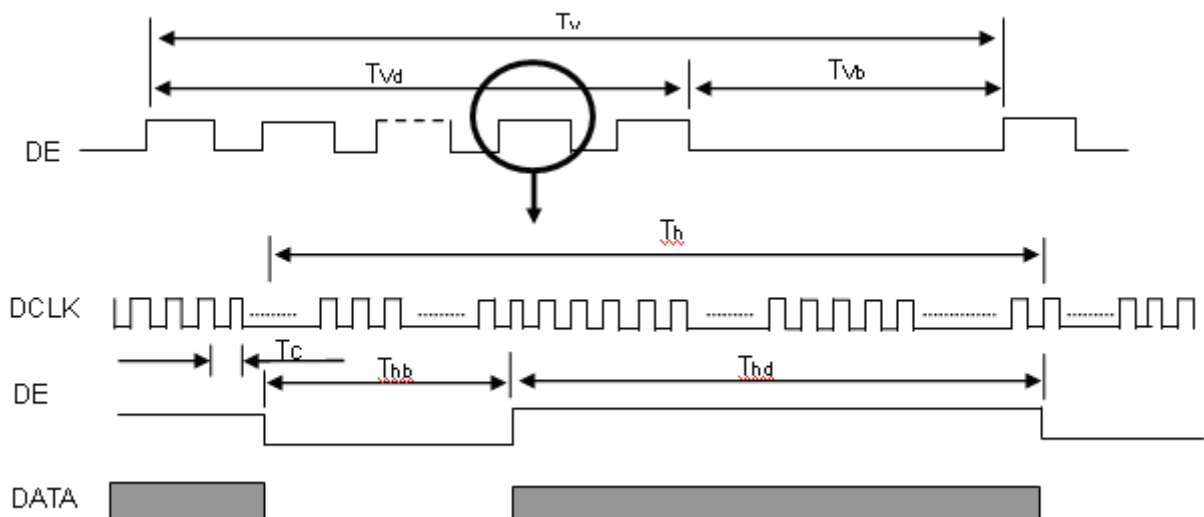 Tv
Tvd
TVb
DE
Th
DCLK
Tc
Thb
Thd
DE
DATA